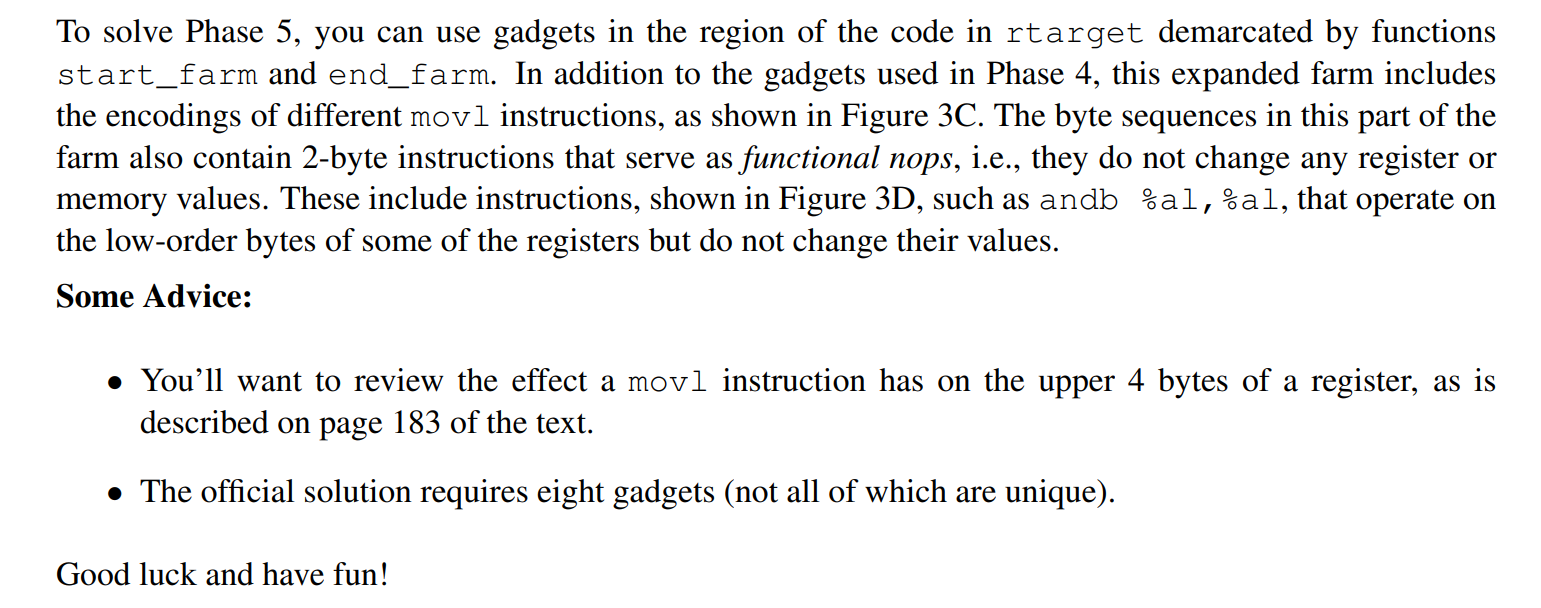 To solve Phase 5, you can use gadgets in the region of the code in rtarget demarcated by functions
start_farm and end_farm. In addition to the gadgets used in Phase 4, this expanded farm includes
the encodings of different movl instructions, as shown in Figure 3C. The byte sequences in this part of the
farm also contain 2-byte instructions that serve as functional nops, i.e., they do not change any register or
memory values. These include instructions, shown in Figure 3D, such as andb %al,%al, that operate on
the low-order bytes of some of the registers but do not change their values.
Some Advice:
• You'll want to review the effect a movl instruction has on the upper 4 bytes of a register, as is
described on page 183 of the text.
• The official solution requires eight gadgets (not all of which are unique).
Good luck and have fun!